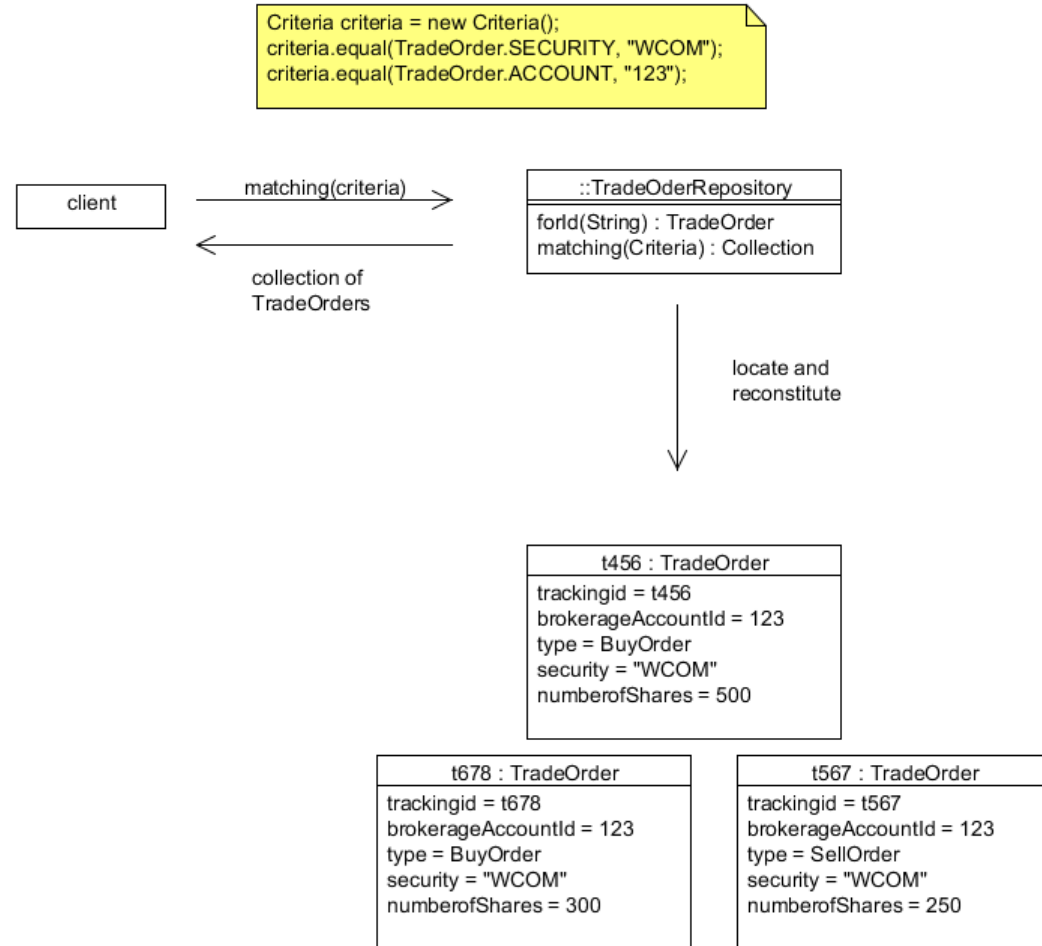 Criteria criteria = new Criteria();
criteria.equal(TradeOrder.SECURITY, "WCOM");
criteria.equal(TradeOrder.ACCOUNT, "123");
client
matching(criteria)
collection of
TradeOrders
::TradeOderRepository
forId(String) : TradeOrder
matching(Criteria) : Collection
locate and
reconstitute
t456 : TradeOrder
trackingid = t456
brokerageAccountId = 123
type = BuyOrder
security = "WCOM"
numberofShares = 500
t678 : TradeOrder
trackingid = t678
brokerageAccountId = 123
type = BuyOrder
security = "WCOM"
numberofShares = 300
t567 : TradeOrder
trackingid = t567
brokerageAccountId = 123
type = SellOrder
security = "WCOM"
numberofShares = 250